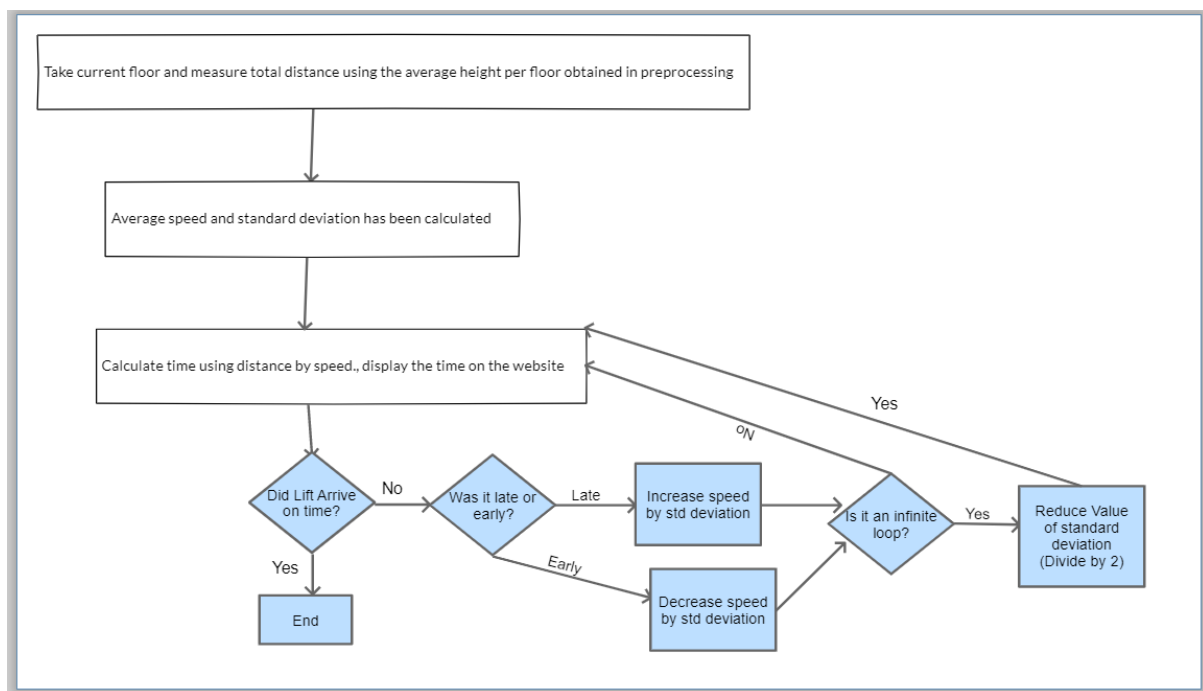 Take current floor and measure total distance using the average height per floor obtained in preprocessing
Average speed and standard deviation has been calculated
Calculate time using distance by speed., display the time on the website
Yes
No
Did Lift Arrive
on time?
No
Was it late or
early?
Late
Increase speed
by std deviation
Is it an infinite
loop?
Yes
Reduce Value
of standard
deviation
(Divide by 2)
Yes
Early
End
Decrease speed
by std deviation